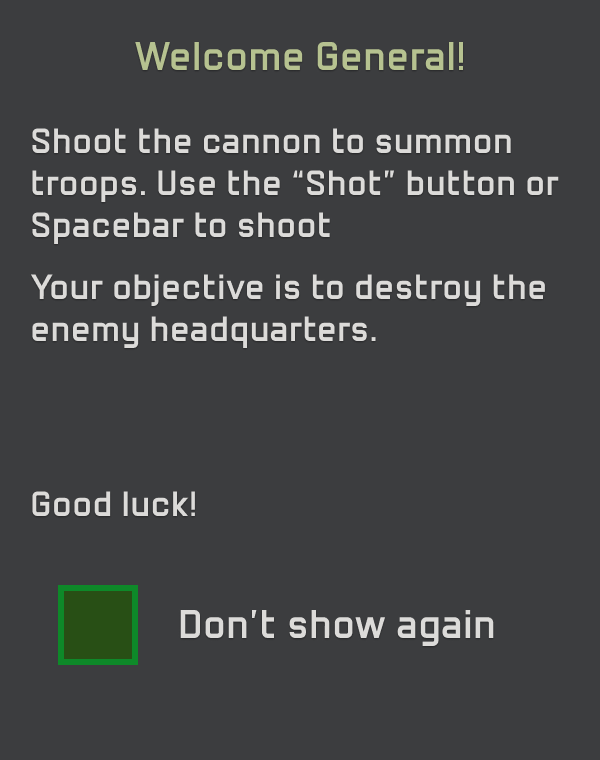 Welcome General!
Shoot the cannon to summon
troops. Use the “Shot” button or
Spacebar to shoot
Your objective is to destroy the
enemy headquarters.
Good luck!
Don't show again